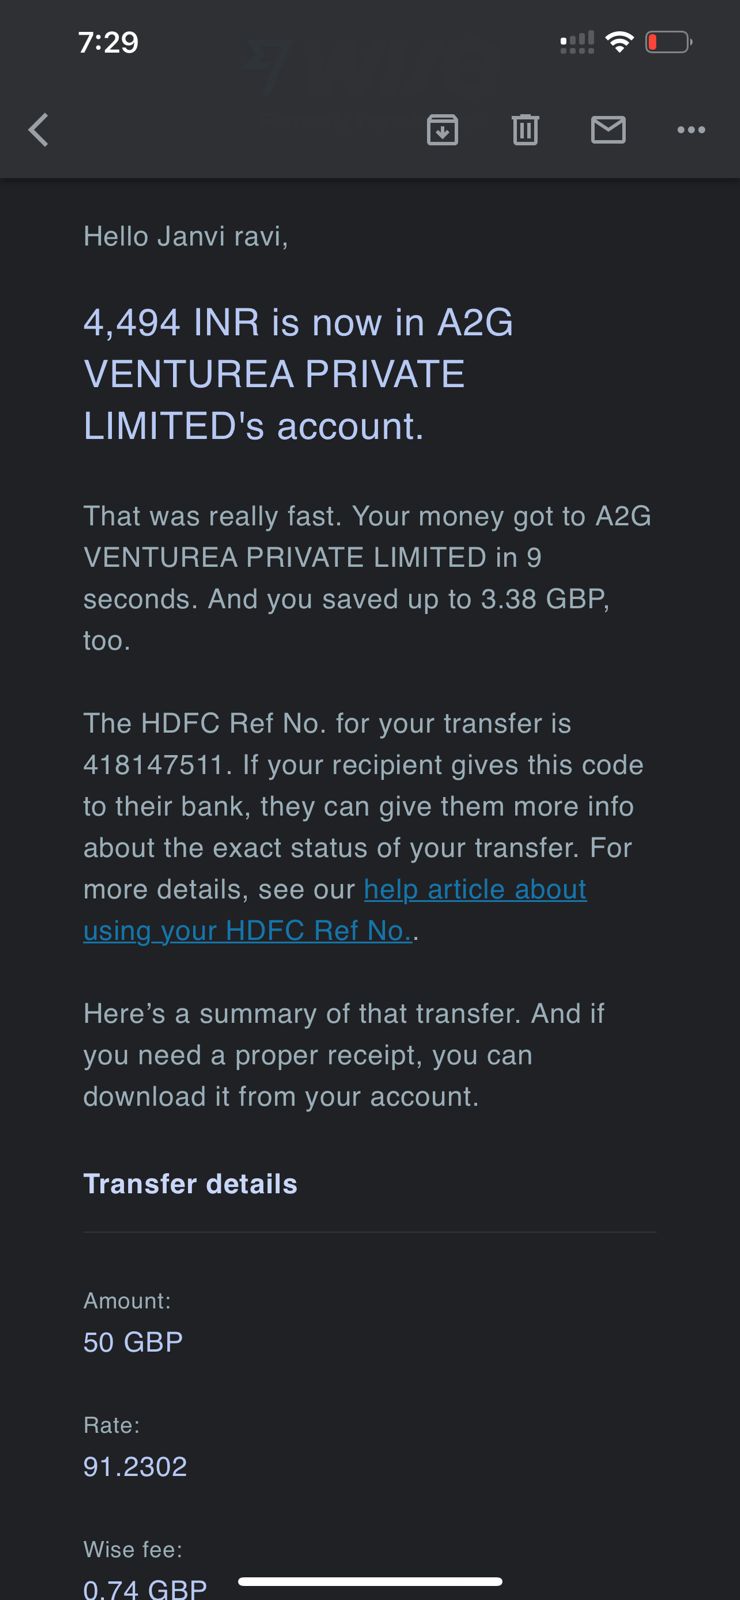 7:29
wise
Hello Janvi ravi,
4,494 INR is now in A2G
VENTUREA PRIVATE
LIMITED's account.
That was really fast. Your money got to A2G
VENTUREA PRIVATE LIMITED in 9
seconds. And you saved up to 3.38 GBP,
too.
The HDFC Ref No. for your transfer is
418147511. If your recipient gives this code
to their bank, they can give them more info
about the exact status of your transfer. For
more details, see our help article about
using your HDFC Ref No..
Here’s a summary of that transfer. And if
you need a proper receipt, you can
download it from your account.
Transfer details
Amount:
50 GBP
Rate:
91.2302
Wise fee:
0.74 GBP